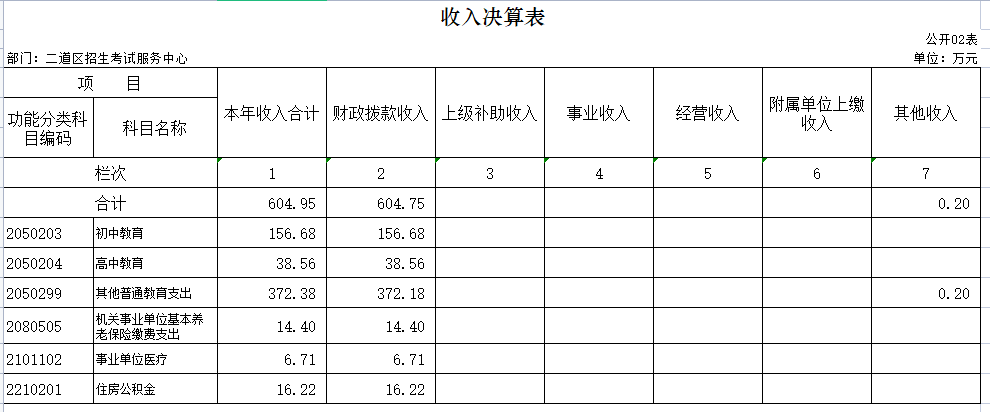 收入决算表
公开02表
部门：二道区招生考试服务中心 单位：万元
项 目 本年收入合计 财政拨款收入 上级补助收入 事业收入 经营收入 附属单位上缴收入 其他收入
功能分类科目编码 科目名称
栏次 1 2 3 4 5 6 7
合计 604.95 604.75 0.20
2050203 初中教育 156.68 156.68
2050204 高中教育 38.56 38.56
2050299 其他普通教育支出 372.38 372.18 0.20
2080505 机关事业单位基本养老保险缴费支出 14.40 14.40
2101102 事业单位医疗 6.71 6.71
2210201 住房公积金 16.22 16.22